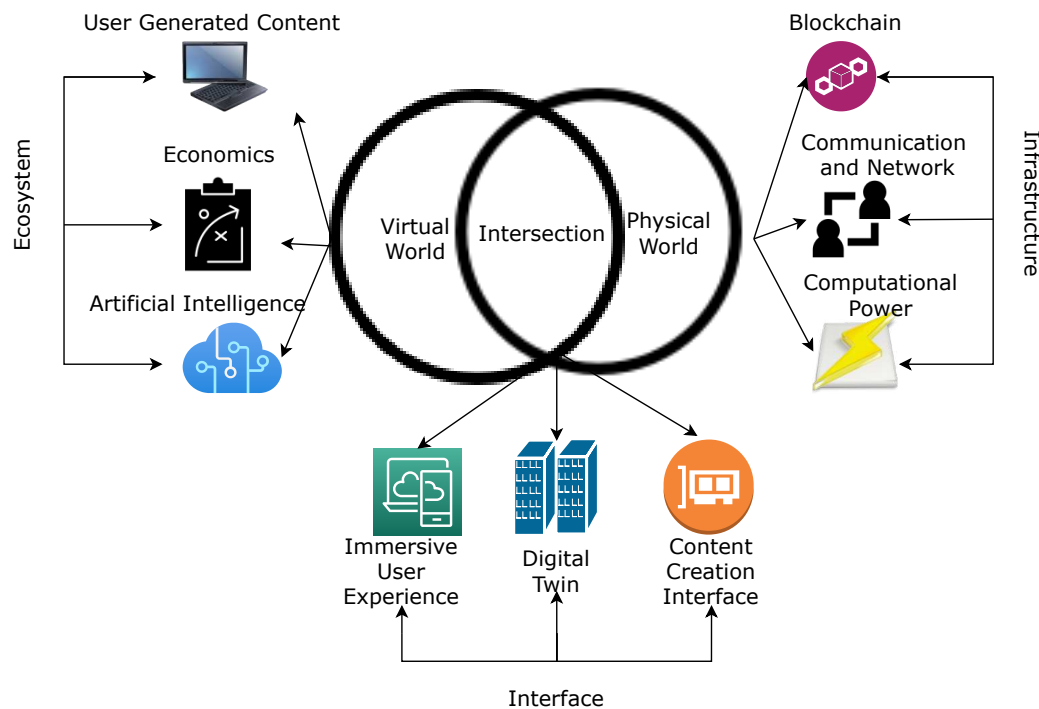 User Generated Content
Blockchain
Ecosystem
Economics
Communication
and Network
Infrastructure
Virtual
World
Intersection
Physical
World
Artificial Intelligence
Computational
Power
Immersive
User
Experience
Digital
Twin
Content
Creation
Interface
Interface